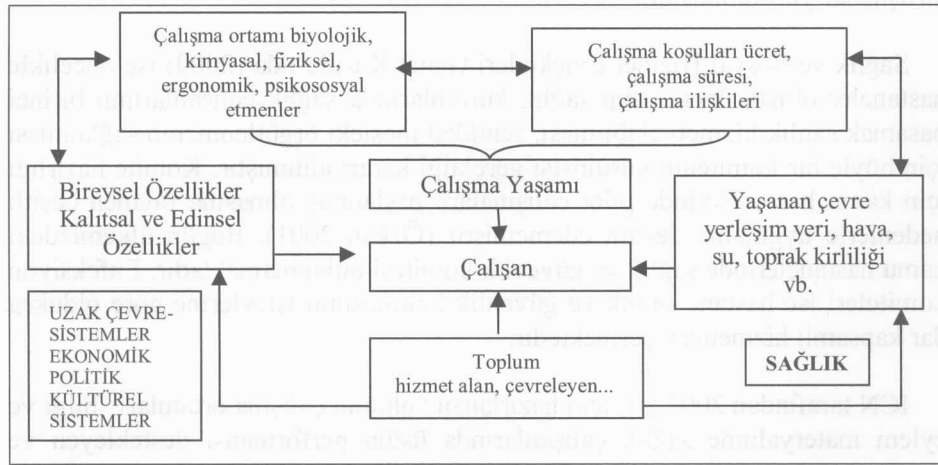 Çalışma ortamı biyolojik,
kimyasal, fiziksel,
ergonomik, psikososyal
etmenler
Çalışma koşulları ücret,
çalışma süresi,
çalışma ilişkileri
Bireysel Özellikler
Kalıtsal ve Edinsel
Özellikler
Çalışma Yaşamı
Çalışan
Yaşanan çevre
yerleşim yeri, hava,
su, toprak kirliliği
vb.
UZAK ÇEVRE-
SİSTEMLER
EKONOMİK
POLİTİK
KÜLTÜREL
SİSTEMLER
Toplum
hizmet alan, çevreleyen...
SAĞLIK